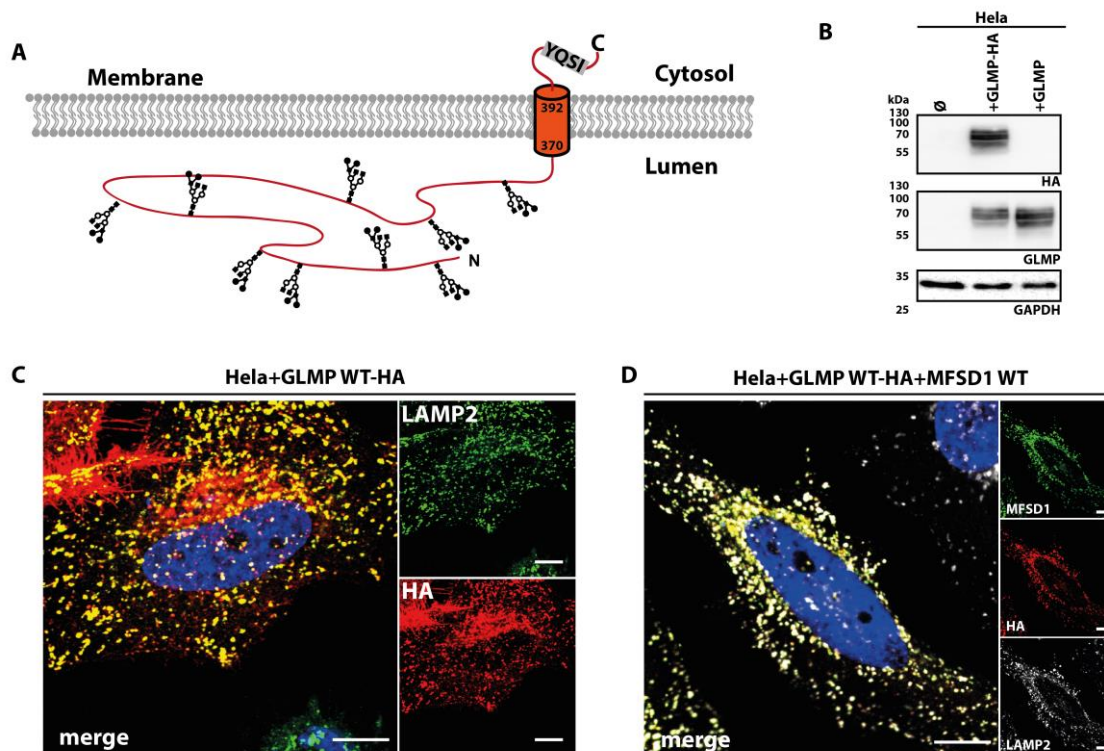 A
Membrane
YQSI
C
Cytosol
392
370
Lumen
N
B
Hela
Ø
+GLMP-HA
+GLMP
kDa
130
100
70
55
HA
130
100
70
55
GLMP
35
25
GAPDH
C
Hela+GLMP WT-HA
merge
LAMP2
HA
D
Hela+GLMP WT-HA+MFSD1 WT
merge
MFSD1
HA
LAMP2